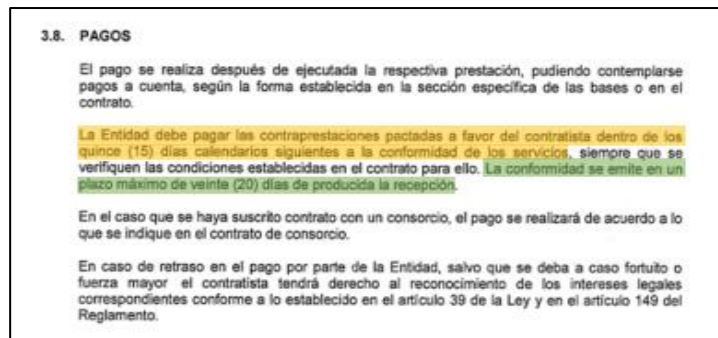 3.8. PAGOS
El pago se realiza después de ejecutada la respectiva prestación, pudiendo contemplarse
pagos a cuenta, según la forma establecida en la sección específica de las bases o en el
contrato.
La Entidad debe pagar las contraprestaciones pactadas a favor del contratista dentro de los
quince (15) días calendarios siguientes a la conformidad de los servicios, siempre que se
verifiquen las condiciones establecidas en el contrato para ello. La conformidad se emite en un
plazo máximo de veinte (20) días de producida la recepción.
En el caso que se haya suscrito contrato con un consorcio, el pago se realizará de acuerdo a lo
que se indique en el contrato de consorcio.
En caso de retraso en el pago por parte de la Entidad, salvo que se deba a caso fortuito o
fuerza mayor el contratista tendrá derecho al reconocimiento de los intereses legales
correspondientes conforme a lo establecido en el artículo 39 de la Ley y en el artículo 149 del
Reglamento.